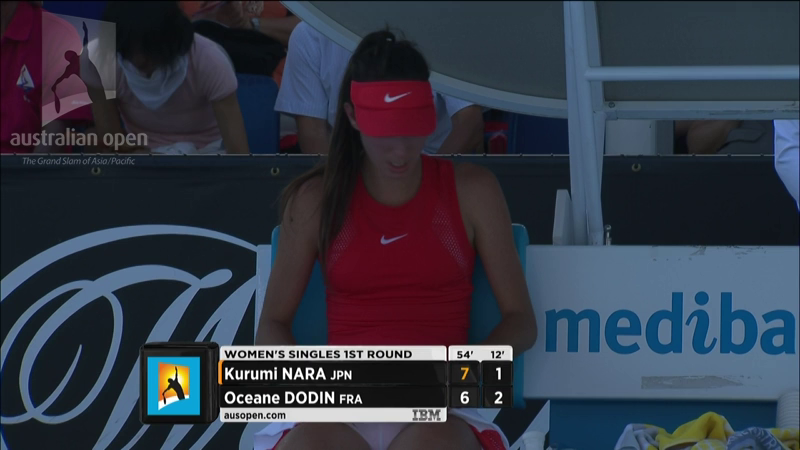 australian open
The Grand Slam of Asia/Pacific
mediba
WOMEN'S SINGLES 1ST ROUND 54' 12'
Kurumi NARA JPN 7 1
Oceane DODIN FRA 6 2
ausopen.com IBM